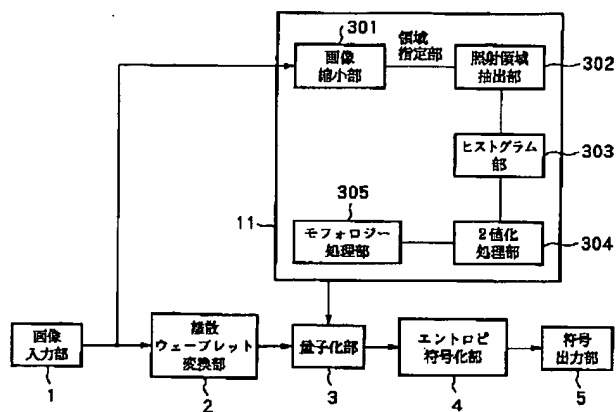 301
画像
縮小部
領域
指定部
照射領域
抽出部
302
ヒストグラム
部
303
305
モフォロジー
処理部
2値化
処理部
304
11
画像
入力部
1
離散
ウェーブレット
変換部
2
量子化部
3
エントロピ
符号化部
4
符号
出力部
5